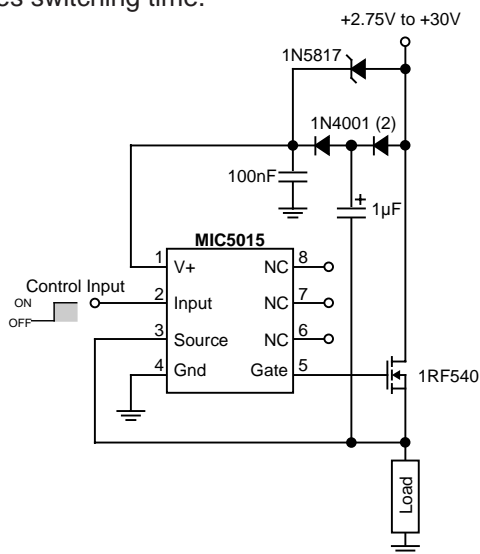 es switching time.
+2.75V to +30V
1N5817
1N4001 (2)
100nF
+
1µF
MIC5015
1 V+ NC 8
Control Input
ON
OFF
2 Input NC 7
3 Source NC 6
4 Gnd Gate 5
1RF540
Load